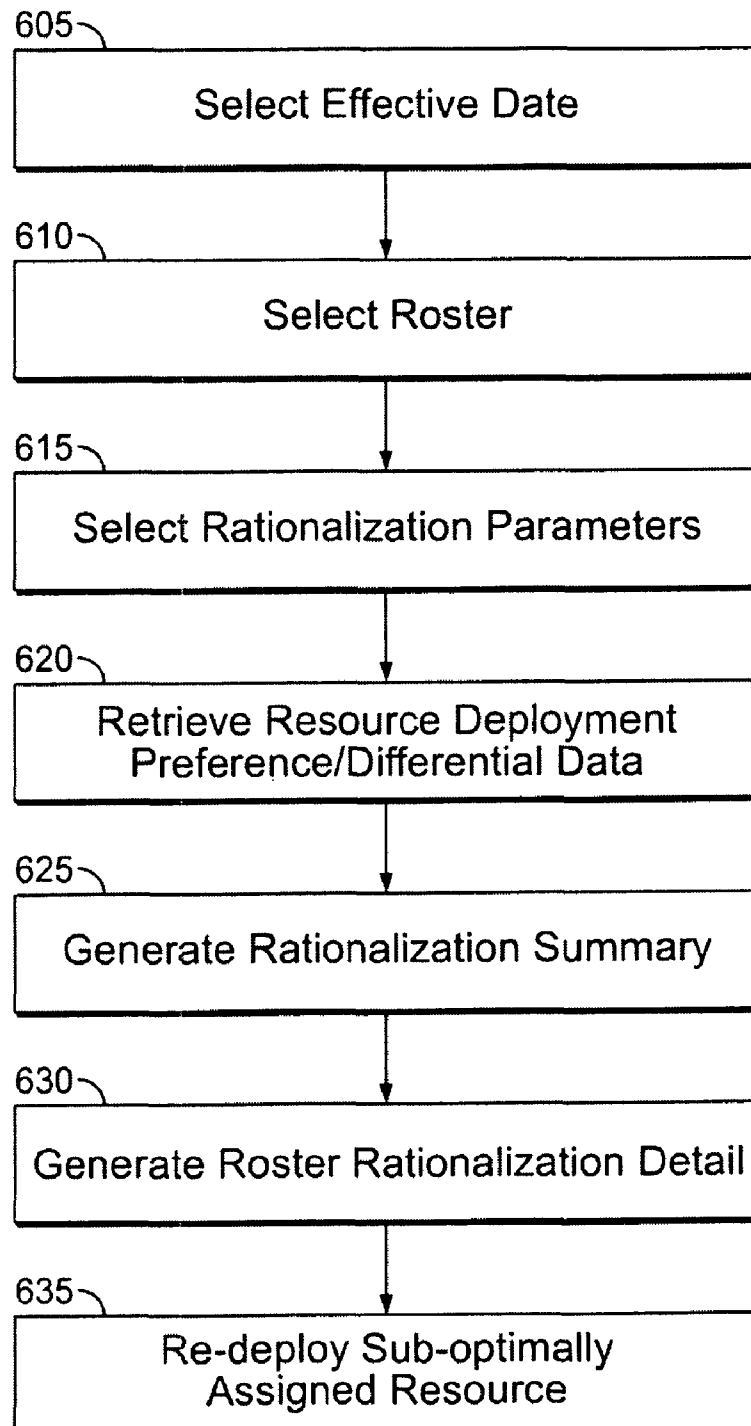 605
Select Effective Date
610
Select Roster
615
Select Rationalization Parameters
620
Retrieve Resource Deployment
Preference/Differential Data
625
Generate Rationalization Summary
630
Generate Roster Rationalization Detail
635
Re-deploy Sub-optimally
Assigned Resource